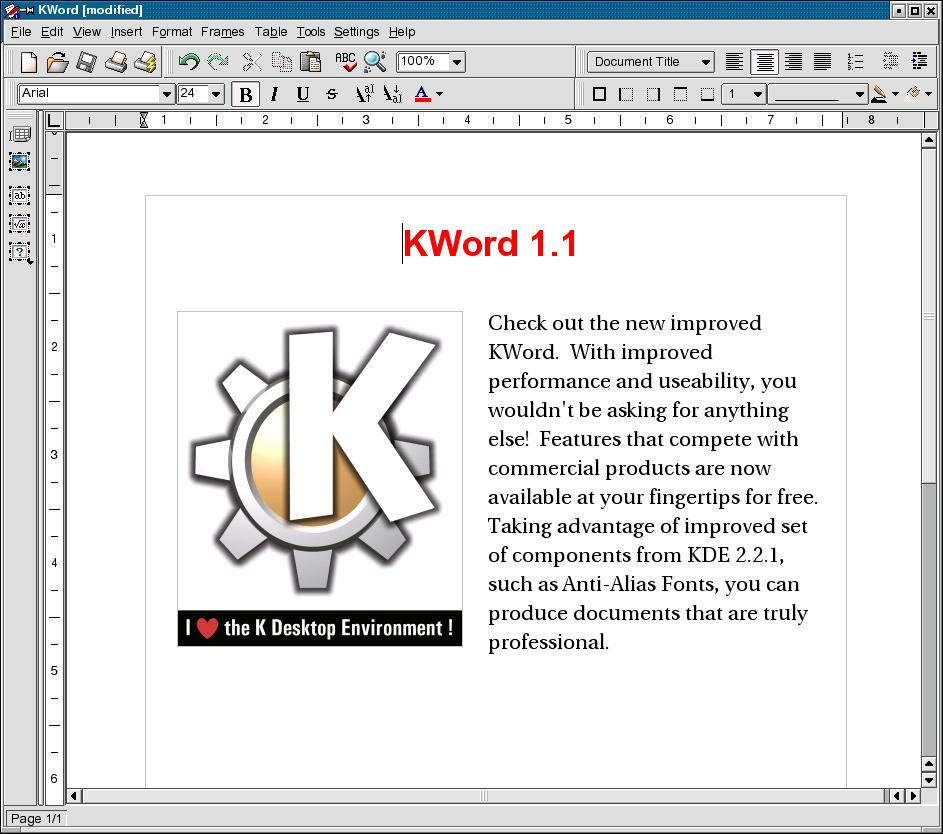 KWord [modified]
File Edit View Insert Format Frames Table Tools Settings Help
ABC 100% Document Title
Arial 24 B I U S A 1
L 1 2 3 4 5 6 7 8
ab
√α
?
1
2
3
4
5
6
KWord 1.1
Check out the new improved
KWord.  With improved
performance and useability, you
wouldn't be asking for anything
else!  Features that compete with
commercial products are now
available at your fingertips for free.
Taking advantage of improved set
of components from KDE 2.2.1,
such as Anti-Alias Fonts, you can
produce documents that are truly
professional.
K
I ♥ the K Desktop Environment !
Page 1/1